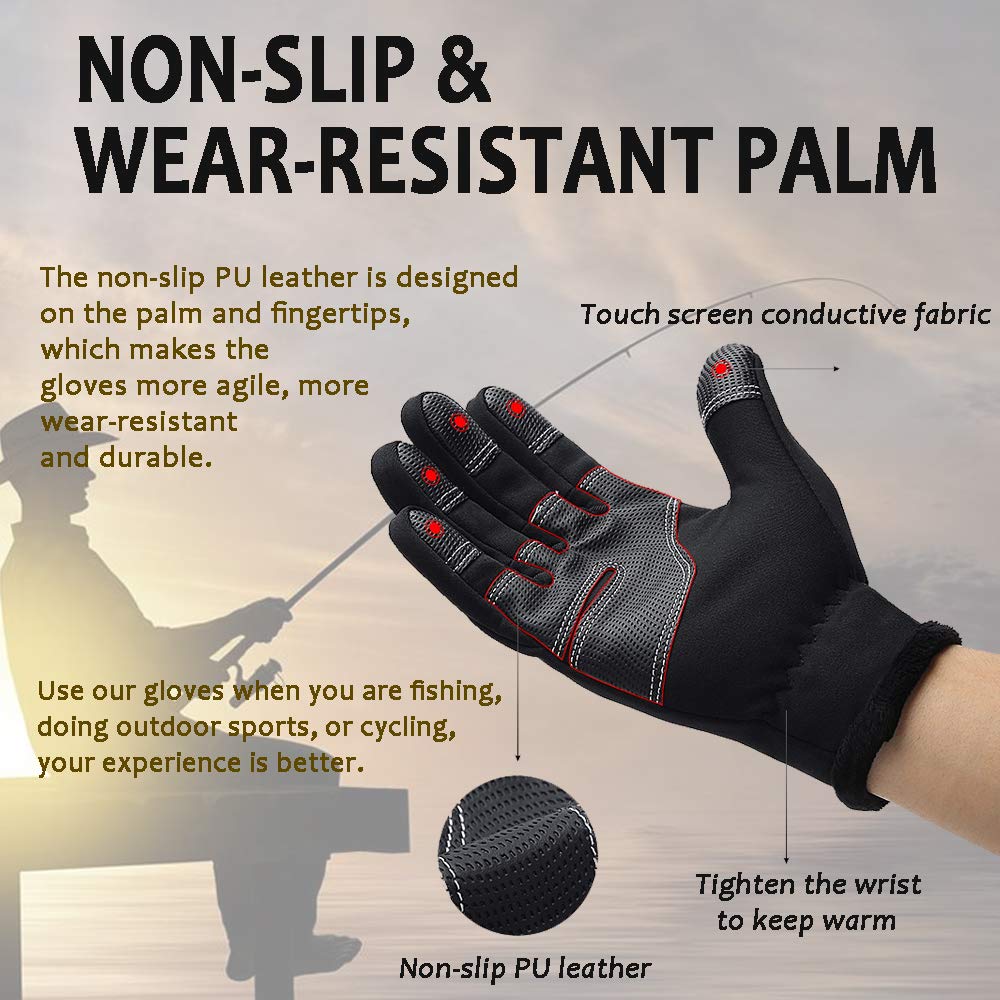 NON-SLIP &
WEAR-RESISTANT PALM
The non-slip PU leather is designed
on the palm and fingertips,
which makes the
gloves more agile, more
wear-resistant
and durable.
Touch screen conductive fabric
Use our gloves when you are fishing,
doing outdoor sports, or cycling,
your experience is better.
Tighten the wrist
to keep warm
Non-slip PU leather